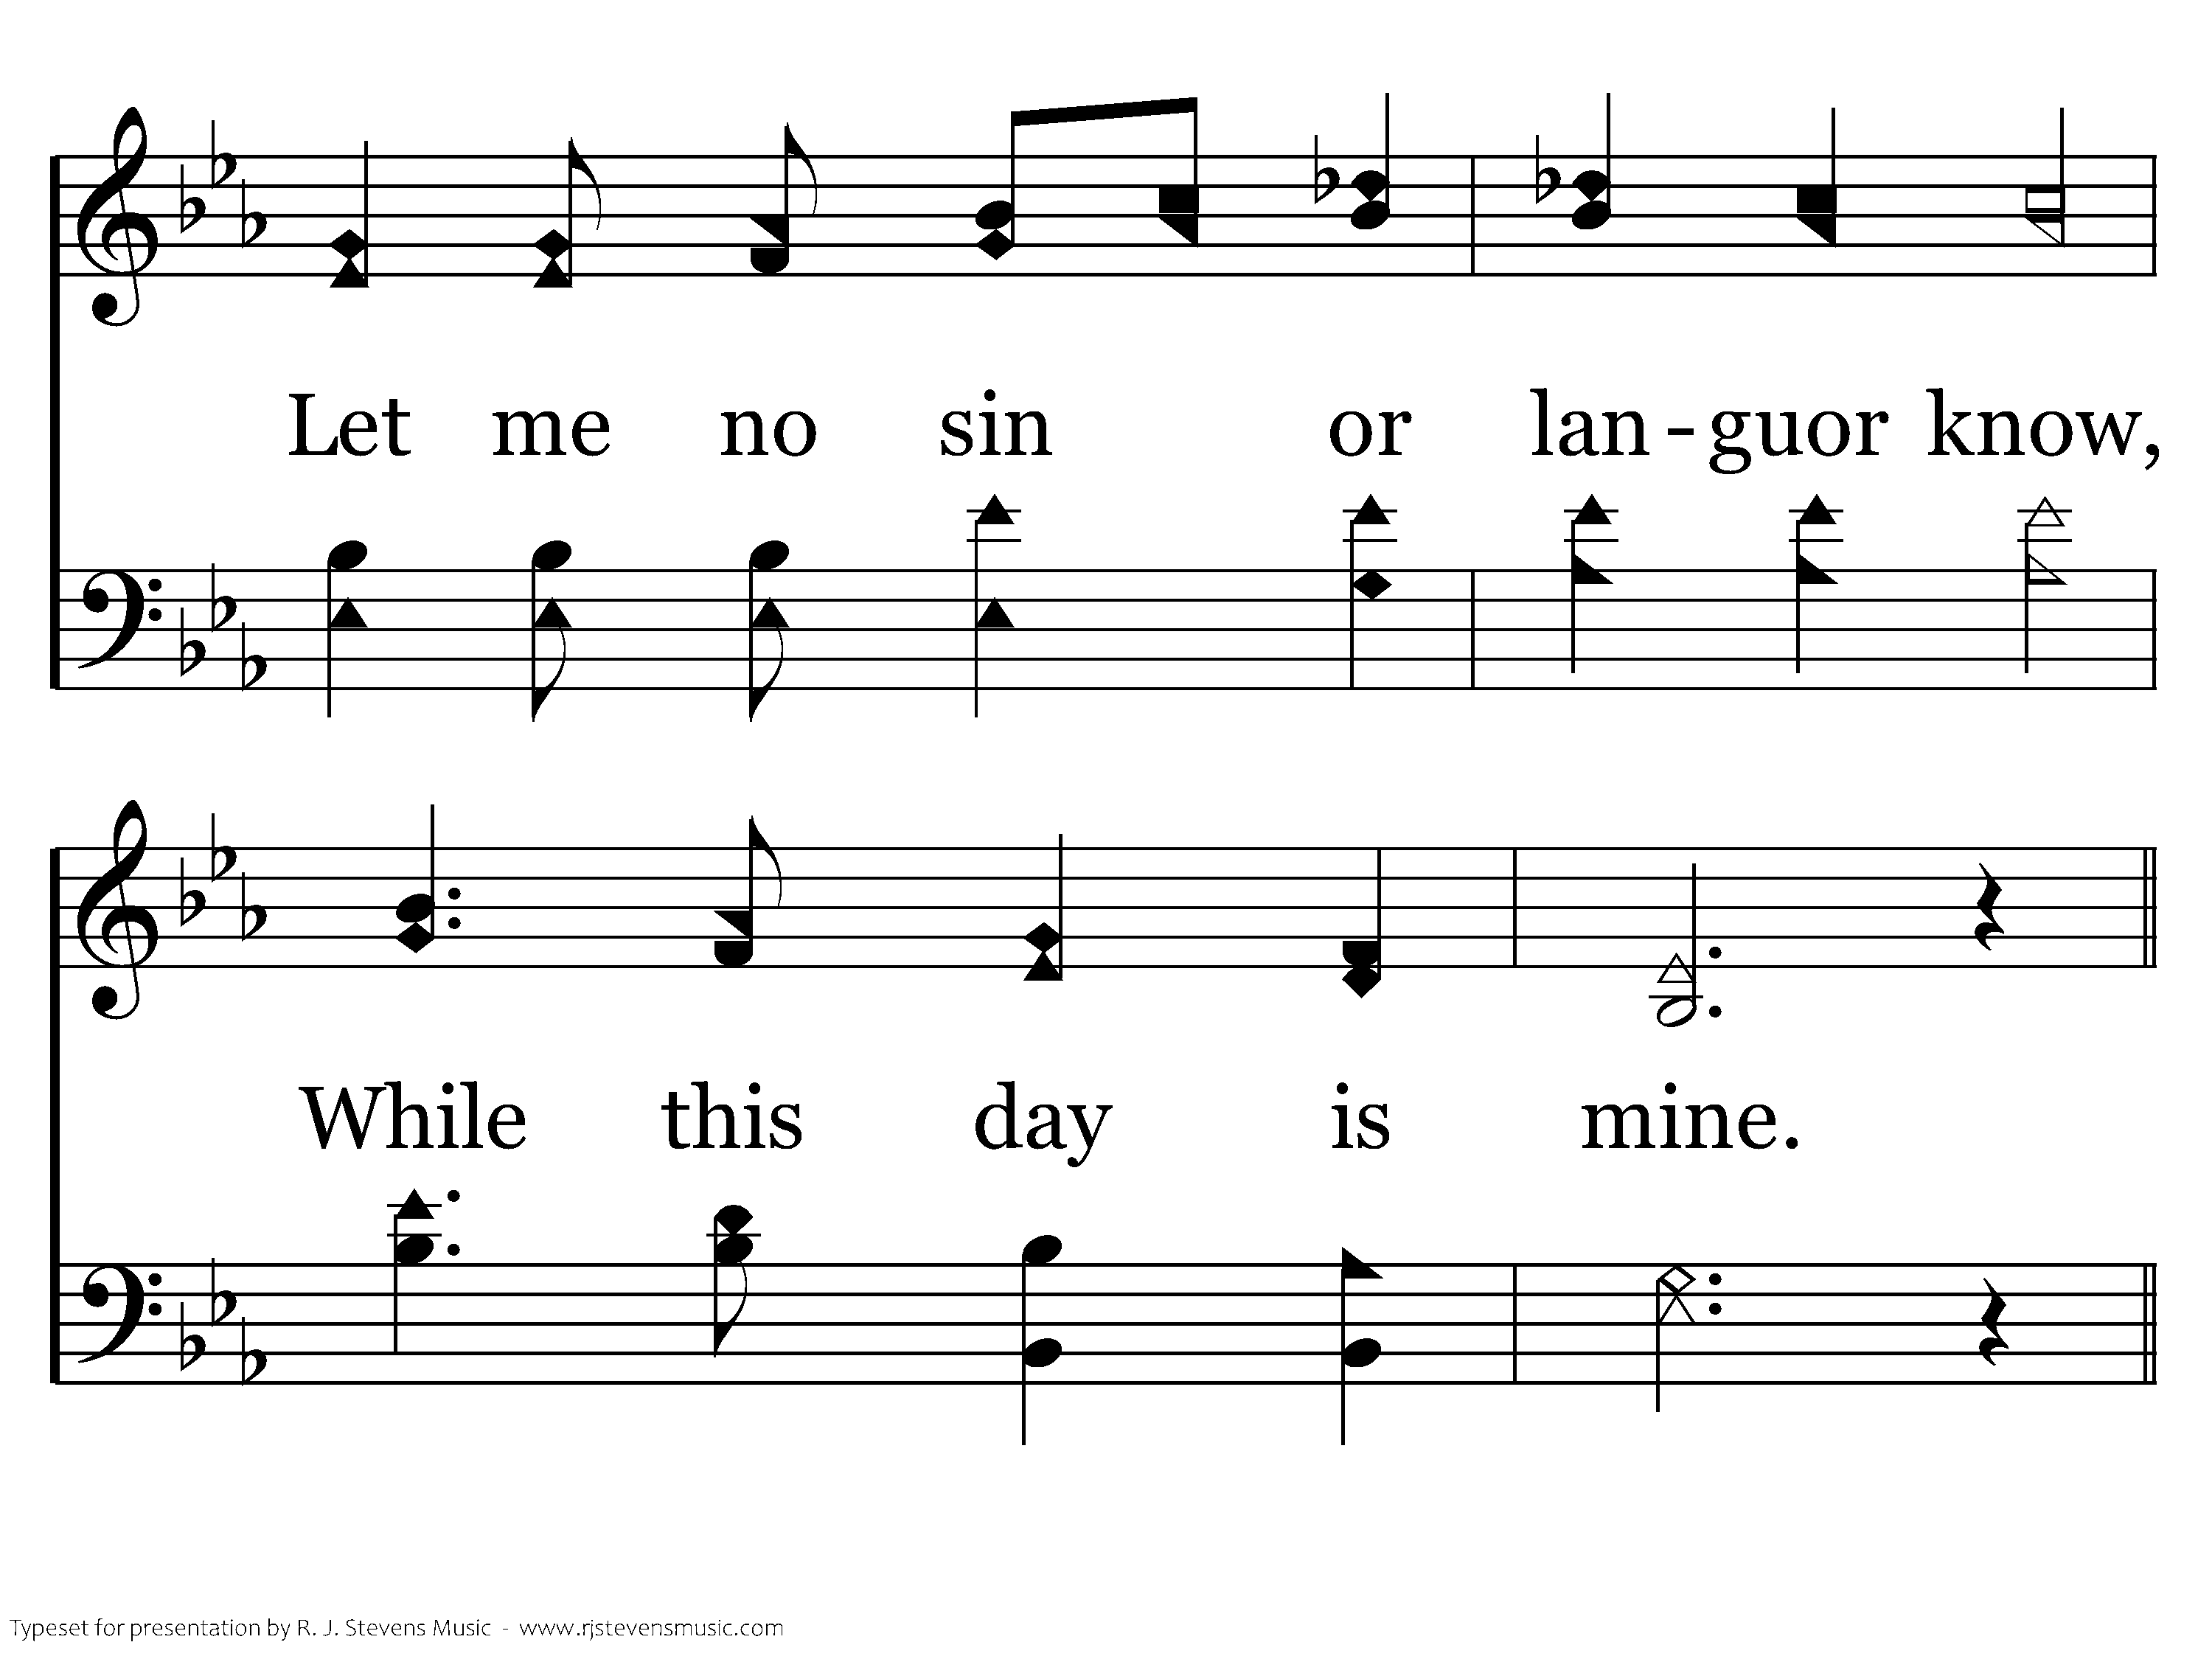 Let me no sin or lan - guor know,
While this day is mine.
Typeset for presentation by R. J. Stevens Music - www.rjstevensmusic.com